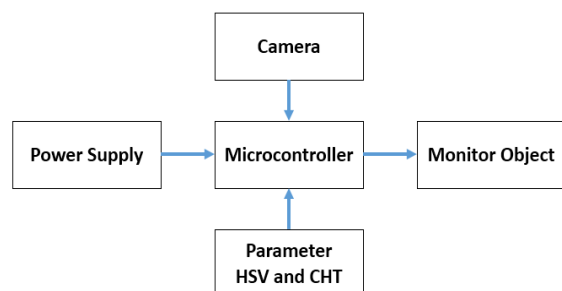 Camera
Power Supply
Microcontroller
Monitor Object
Parameter
HSV and CHT